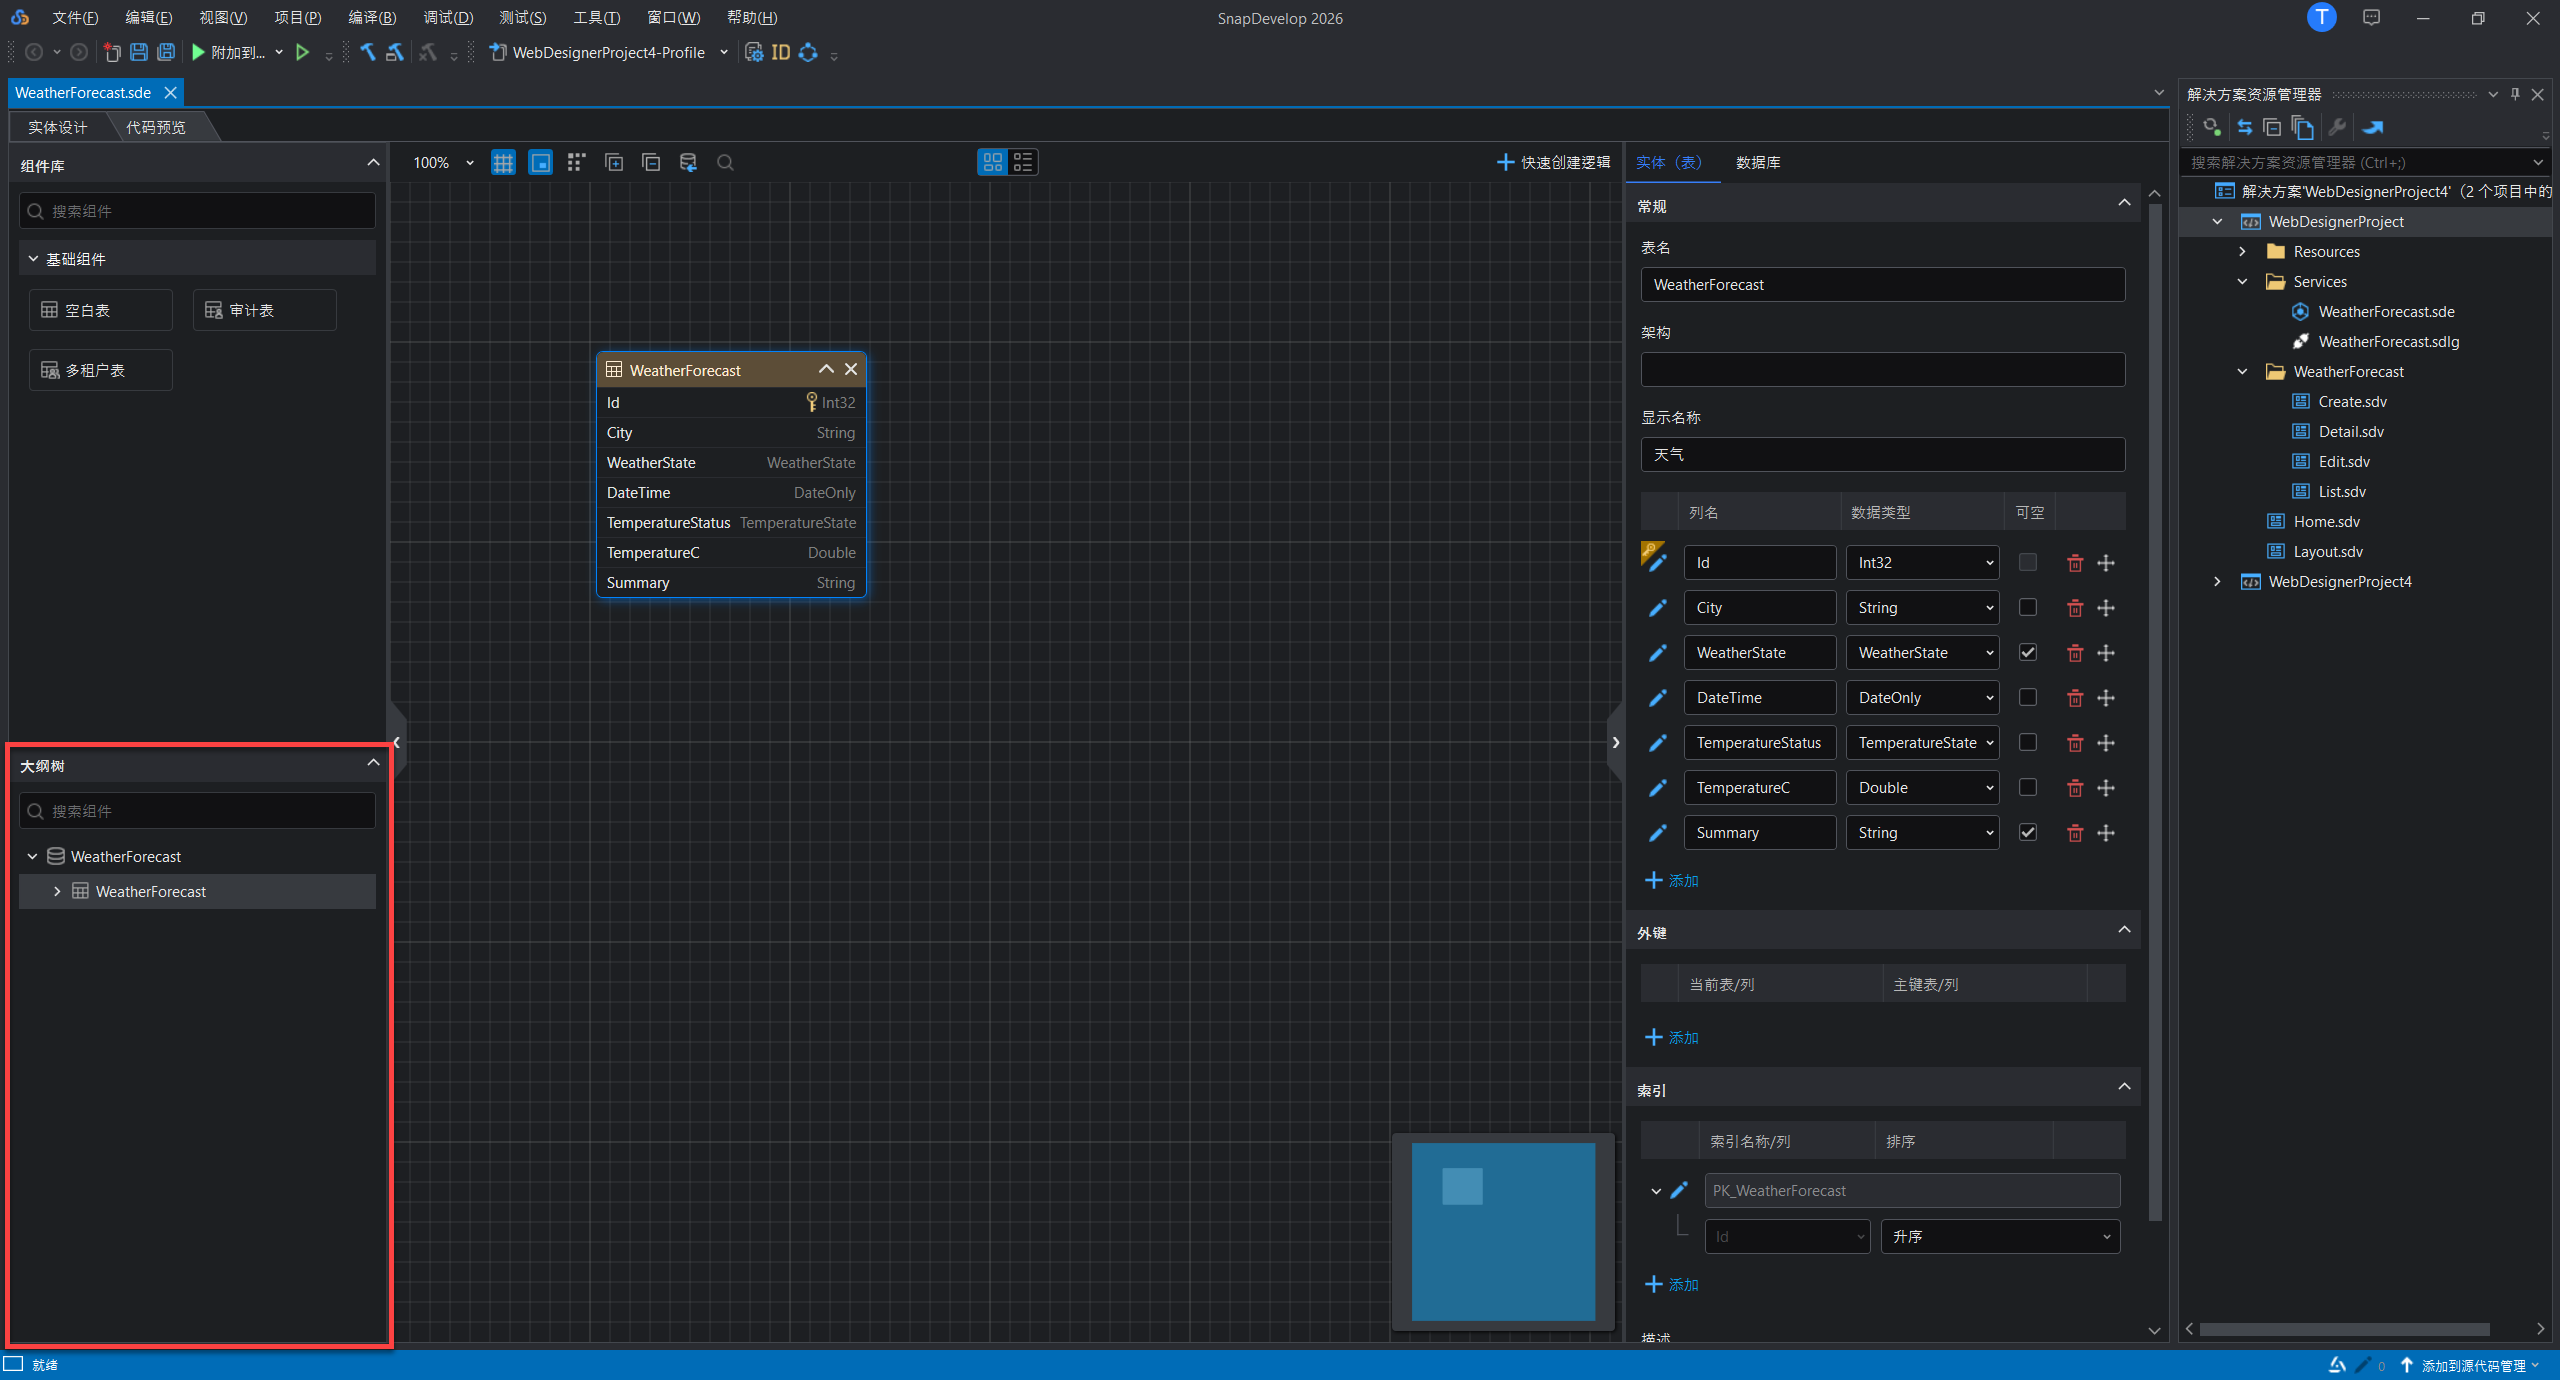 文件(F) 编辑(E) 视图(V) 项目(P) 编译(B) 调试(D) 测试(S) 工具(T) 窗口(W) 帮助(H)
SnapDevelop 2026
T
附加到...
WebDesignerProject4-Profile
ID
WeatherForecast.sde
实体设计 代码预览
组件库
搜索组件
基础组件
空白表 审计表
多租户表
大纲树
搜索组件
WeatherForecast
WeatherForecast
100%
快速创建逻辑
WeatherForecast
Id Int32
City String
WeatherState WeatherState
DateTime DateOnly
TemperatureStatus TemperatureState
TemperatureC Double
Summary String
实体（表） 数据库
常规
表名
WeatherForecast
架构
显示名称
天气
列名 数据类型 可空
Id Int32
City String
WeatherState WeatherState
DateTime DateOnly
TemperatureStatus TemperatureState
TemperatureC Double
Summary String
添加
外键
当前表/列 主键表/列
添加
索引
索引名称/列 排序
PK_WeatherForecast
Id 升序
添加
描述
解决方案资源管理器
搜索解决方案资源管理器 (Ctrl+;)
解决方案'WebDesignerProject4'（2 个项目中的
WebDesignerProject
Resources
Services
WeatherForecast.sde
WeatherForecast.sdlg
WeatherForecast
Create.sdv
Detail.sdv
Edit.sdv
List.sdv
Home.sdv
Layout.sdv
WebDesignerProject4
就绪
0
添加到源代码管理